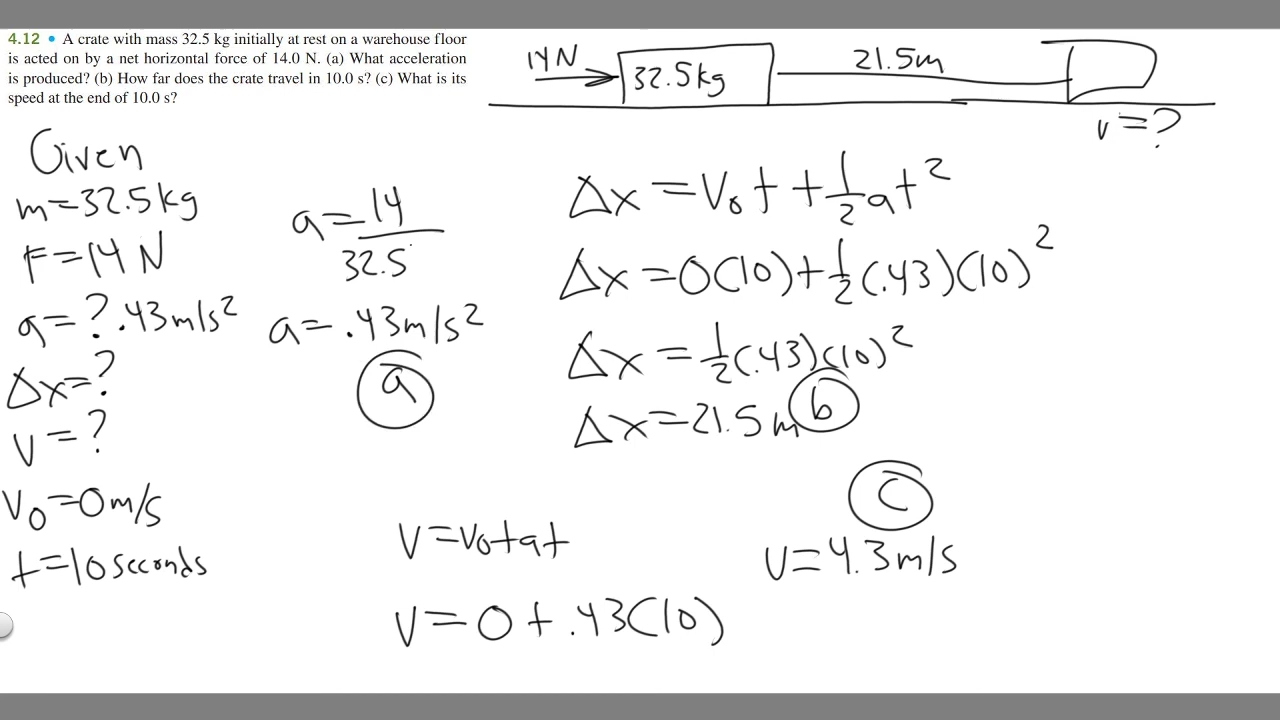 4.12 • A crate with mass 32.5 kg initially at rest on a warehouse floor
is acted on by a net horizontal force of 14.0 N. (a) What acceleration
is produced? (b) How far does the crate travel in 10.0 s? (c) What is its
speed at the end of 10.0 s?
14N
32.5kg
21.5m
v=?
Given
m=32.5kg
F=14 N
a=? .43m/s²
Δx=?
v=?
V₀=0m/s
t=10seconds
a=14
32.5
a=.43m/s²
a
Δx=V₀t+1/2at²
Δx=0(10)+1/2(.43)(10)²
Δx=1/2(.43)(10)²
Δx=21.5m b
c
V=V₀+at
V=0+.43(10)
V=4.3m/s